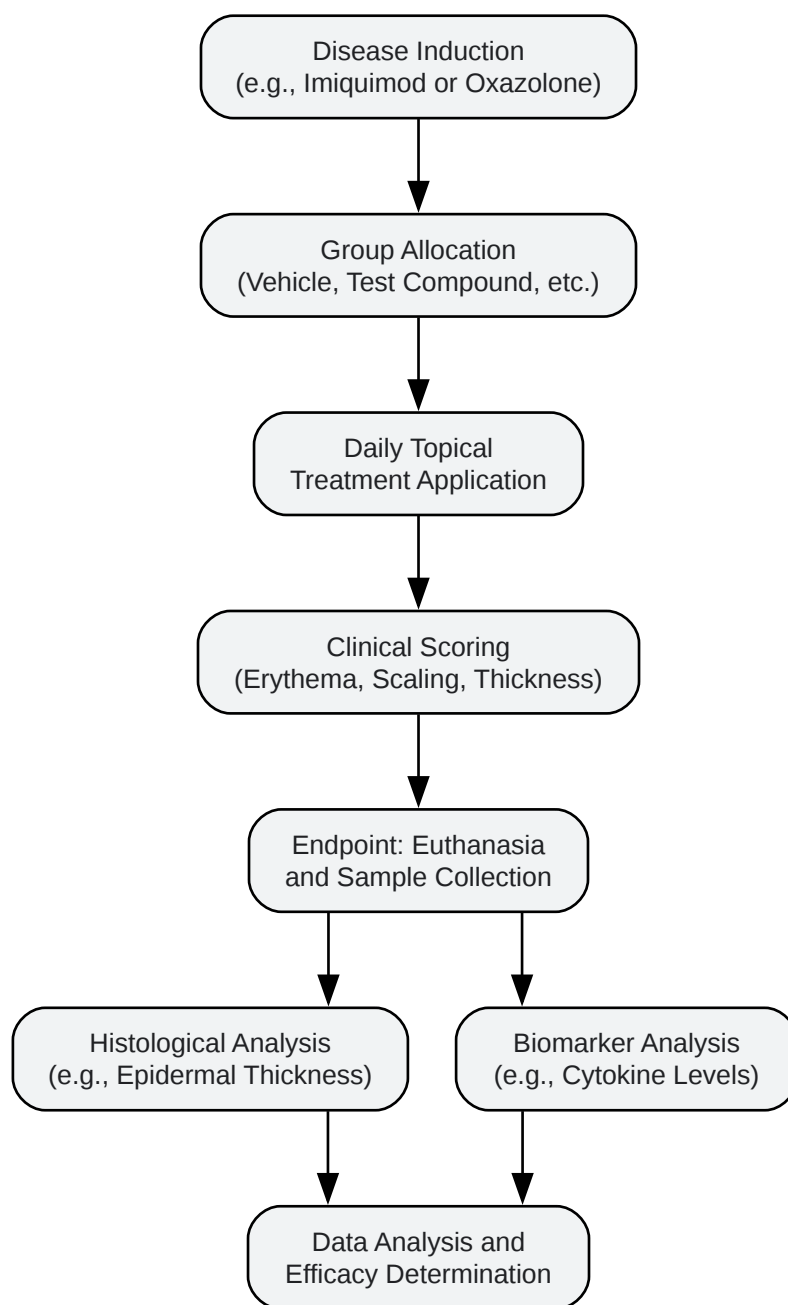 Disease Induction
(e.g., Imiquimod or Oxazolone)
Group Allocation
(Vehicle, Test Compound, etc.)
Daily Topical
Treatment Application
Clinical Scoring
(Erythema, Scaling, Thickness)
Endpoint: Euthanasia
and Sample Collection
Histological Analysis
(e.g., Epidermal Thickness)
Biomarker Analysis
(e.g., Cytokine Levels)
Data Analysis and
Efficacy Determination